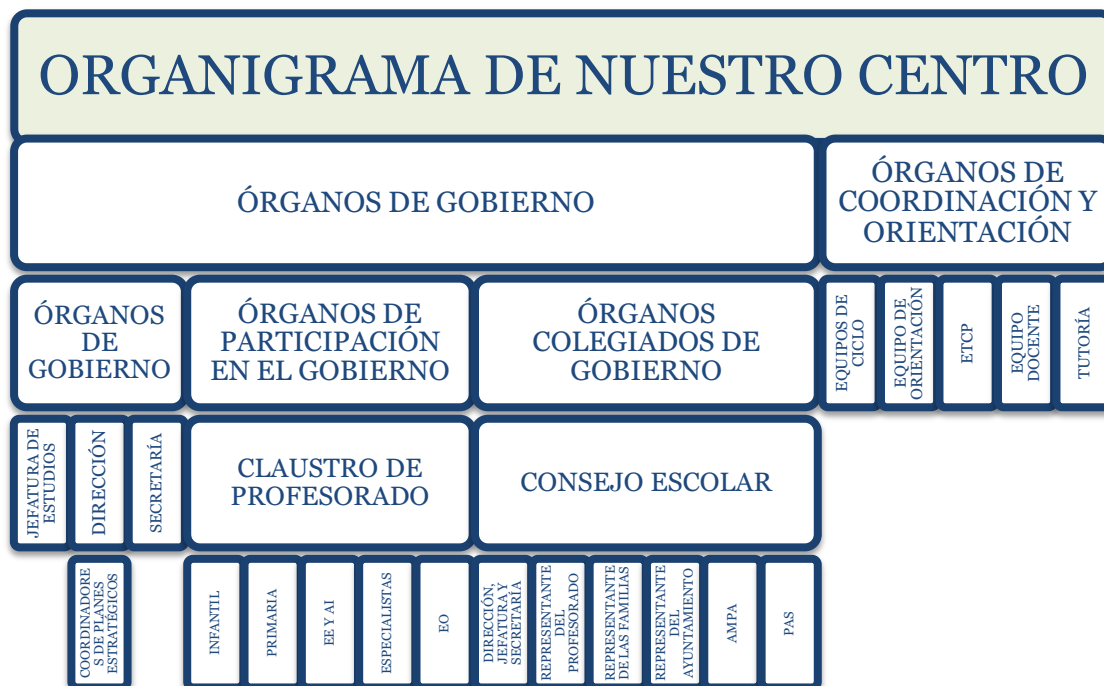 ORGANIGRAMA DE NUESTRO CENTRO
ÓRGANOS DE GOBIERNO
ÓRGANOS DE
COORDINACIÓN Y
ORIENTACIÓN
ÓRGANOS
DE
GOBIERNO
ÓRGANOS DE
PARTICIPACIÓN
EN EL GOBIERNO
ÓRGANOS
COLEGIADOS DE
GOBIERNO
EQUIPOS DE
CICLO
EQUIPO DE
ORIENTACIÓN
ETCP
EQUIPO
DOCENTE
TUTORÍA
JEFATURA DE
ESTUDIOS
DIRECCIÓN
SECRETARÍA
CLAUSTRO DE
PROFESORADO
CONSEJO ESCOLAR
COORDINADORE
S DE PLANES
ESTRATÉGICOS
INFANTIL
PRIMARIA
EE Y AI
ESPECIALISTAS
EO
DIRECCIÓN,
JEFATURA Y
SECRETARÍA
REPRESENTANTE
DEL
PROFESORADO
REPRESENTANTE
DE LAS FAMILIAS
REPRESENTANTE
DEL
AYUNTAMIENTO
AMPA
PAS